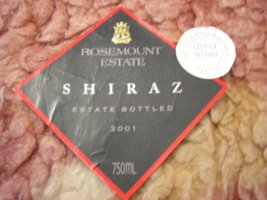 ROSEMOUNT
ESTATE
SHIRAZ
ESTATE BOTTLED
2001
750ML